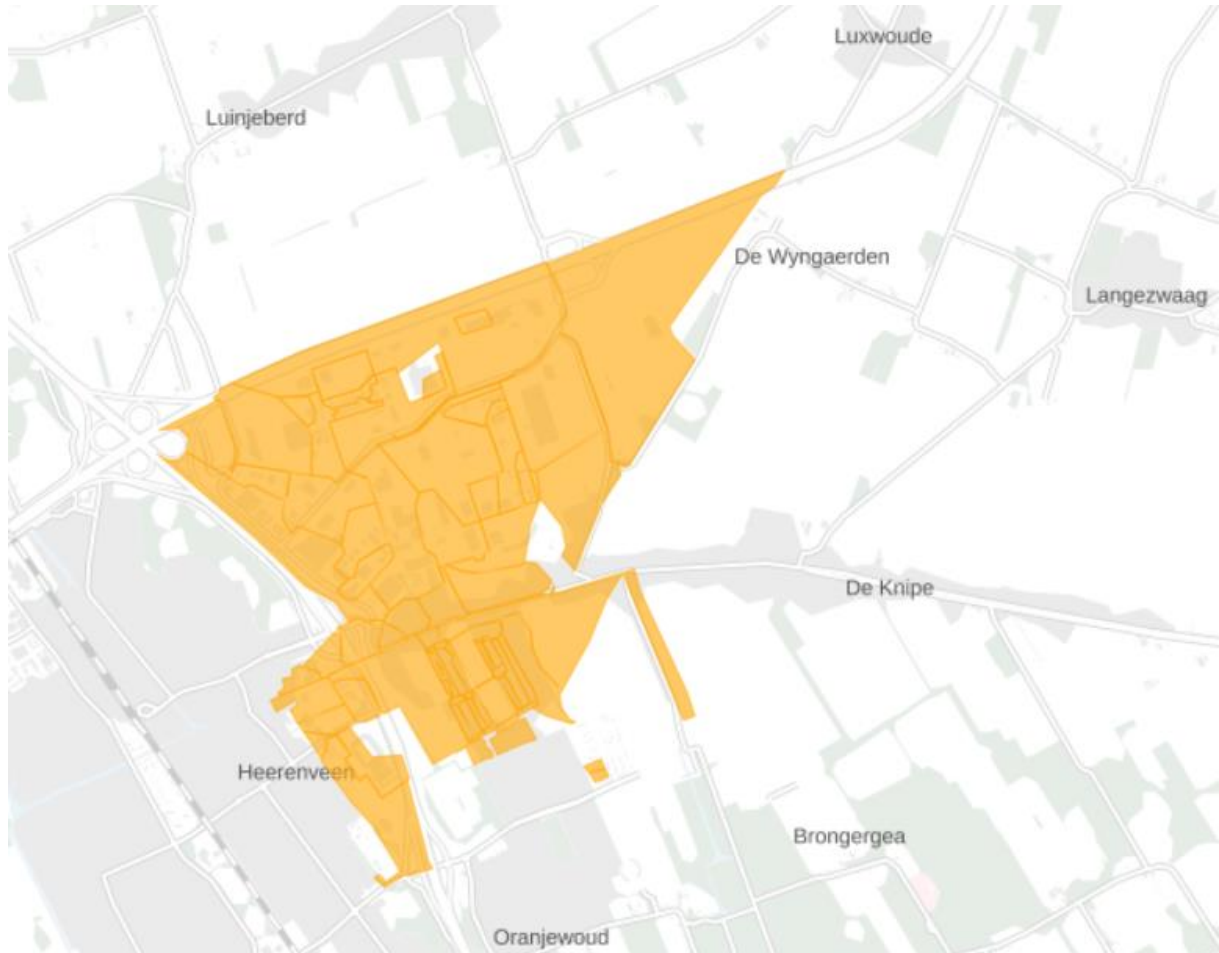 Luxwoude
Luinjeberd
De Wyngaerden
Langezwaag
De Knipe
Heerenveen
Brongergea
Oranjewoud